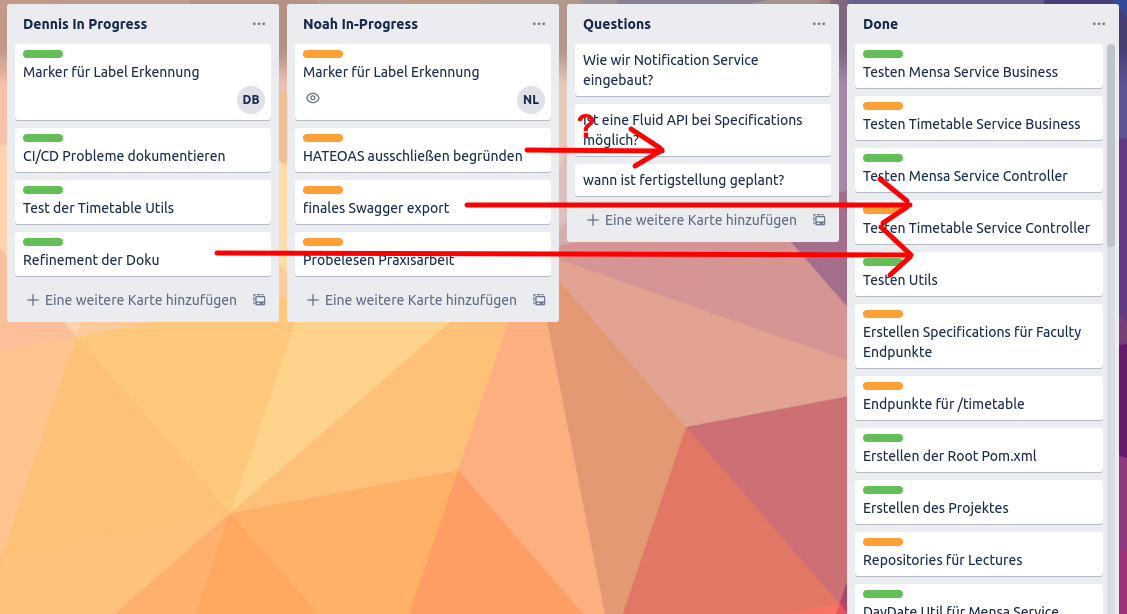 Dennis In Progress
Marker für Label Erkennung
DB
CI/CD Probleme dokumentieren
Test der Timetable Utils
Refinement der Doku
Eine weitere Karte hinzufügen
Noah In-Progress
Marker für Label Erkennung
NL
HATEOAS ausschließen begründen
finales Swagger export
Probelesen Praxisarbeit
Eine weitere Karte hinzufügen
Questions
Wie wir Notification Service
eingebaut?
?
Ist eine Fluid API bei Specifications
möglich?
wann ist fertigstellung geplant?
Eine weitere Karte hinzufügen
Done
Testen Mensa Service Business
Testen Timetable Service Business
Testen Mensa Service Controller
Testen Timetable Service Controller
Testen Utils
Erstellen Specifications für Faculty
Endpunkte
Endpunkte für /timetable
Erstellen der Root Pom.xml
Erstellen des Projektes
Repositories für Lectures
DayDate Util für Mensa Service